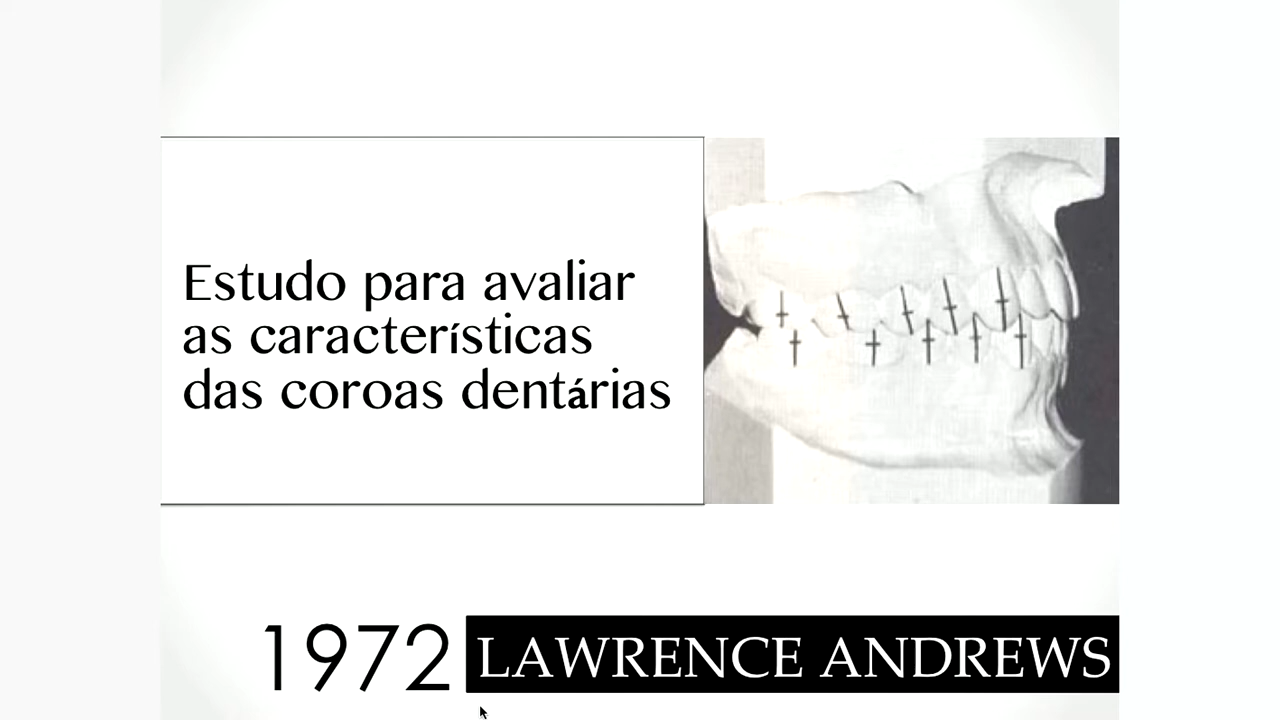 Estudo para avaliar
as características
das coroas dentárias
1972 LAWRENCE ANDREWS